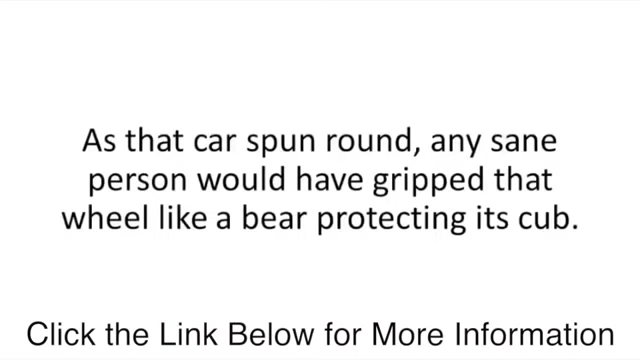 As that car spun round, any sane
person would have gripped that
wheel like a bear protecting its cub.
Click the Link Below for More Information